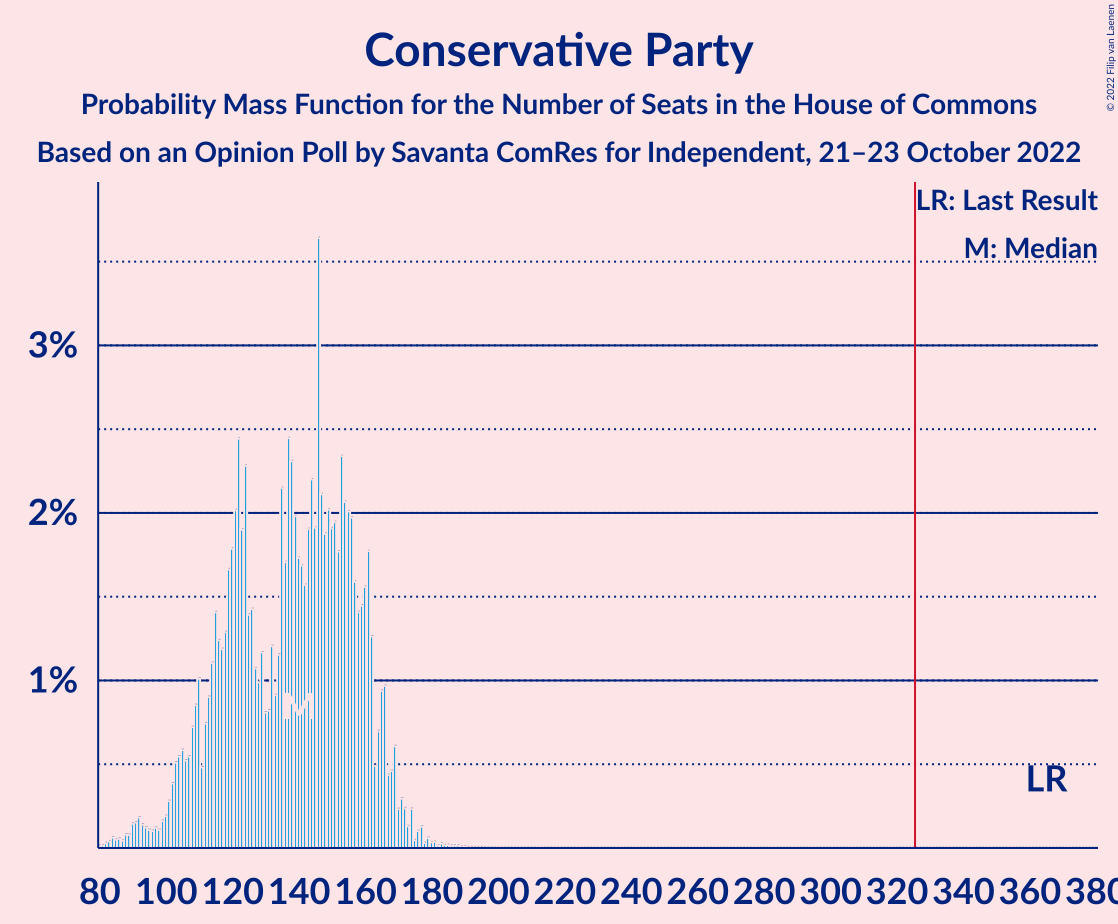 Conservative Party
Probability Mass Function for the Number of Seats in the House of Commons
Based on an Opinion Poll by Savanta ComRes for Independent, 21–23 October 2022
© 2022 Filip van Laenen
LR: Last Result
M: Median
3%
2%
1%
M
LR
80 100 120 140 160 180 200 220 240 260 280 300 320 340 360 380